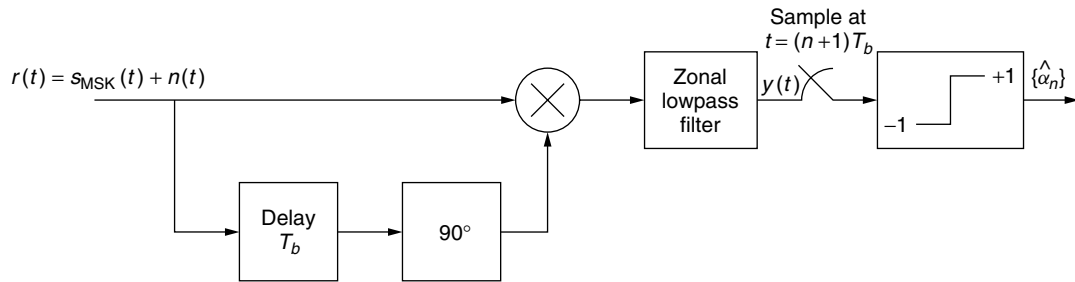 Sample at
t = (n + 1)T_b
r(t) = s_MSK(t) + n(t)
Zonal
lowpass
filter
y(t)
+1
−1
{α̂_n}
Delay
T_b
90°